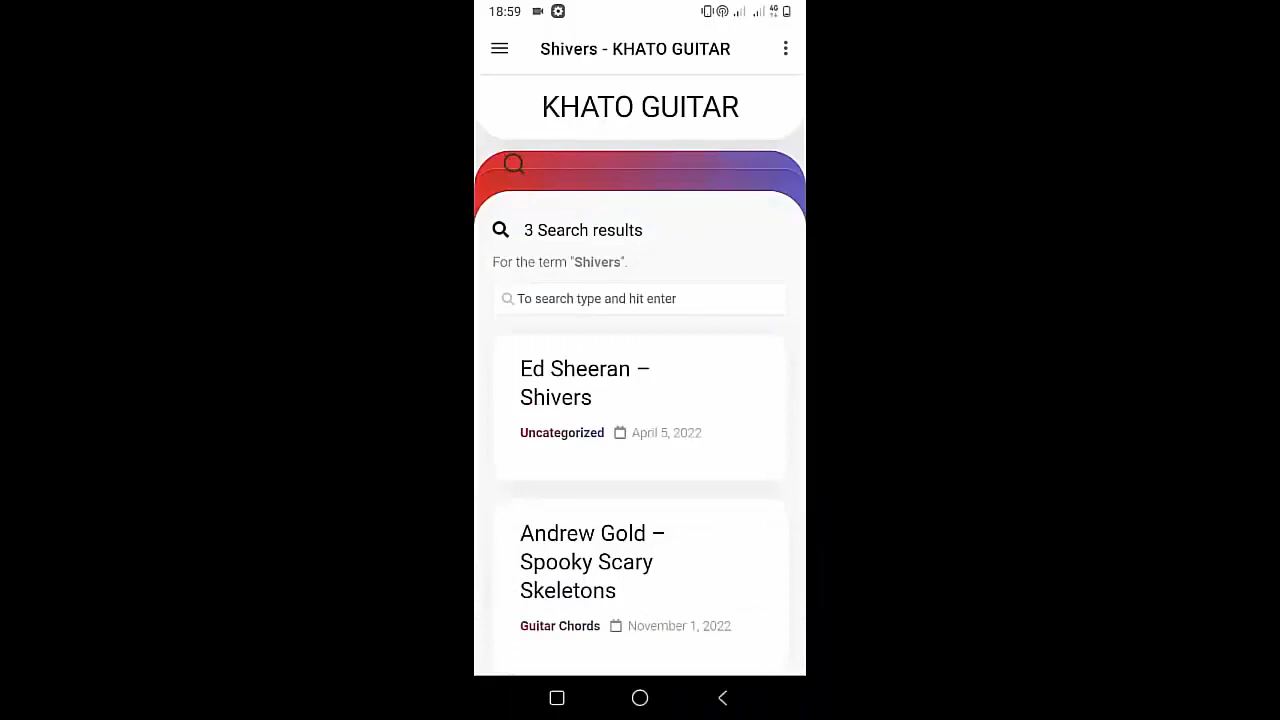 18:59
4G
Shivers - KHATO GUITAR
KHATO GUITAR
3 Search results
For the term "Shivers".
To search type and hit enter
Ed Sheeran –
Shivers
Uncategorized April 5, 2022
Andrew Gold –
Spooky Scary
Skeletons
Guitar Chords November 1, 2022